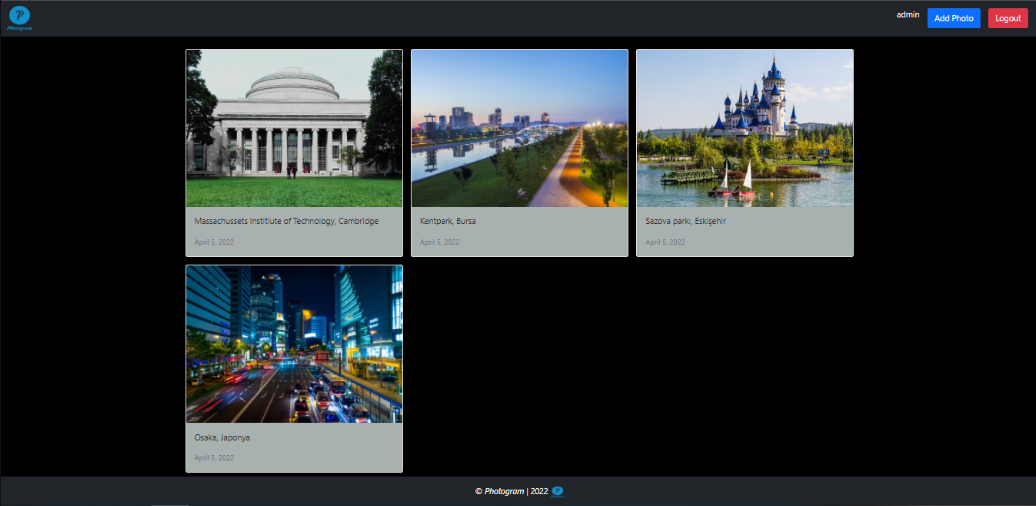 Photogram
admin
Add Photo
Logout
Massachussets Institiute of Technology, Cambridge
April 5, 2022
Kentpark, Bursa
April 5, 2022
Sazova parkı, Eskişehir
April 5, 2022
Osaka, Japonya
April 5, 2022
© Photogram | 2022